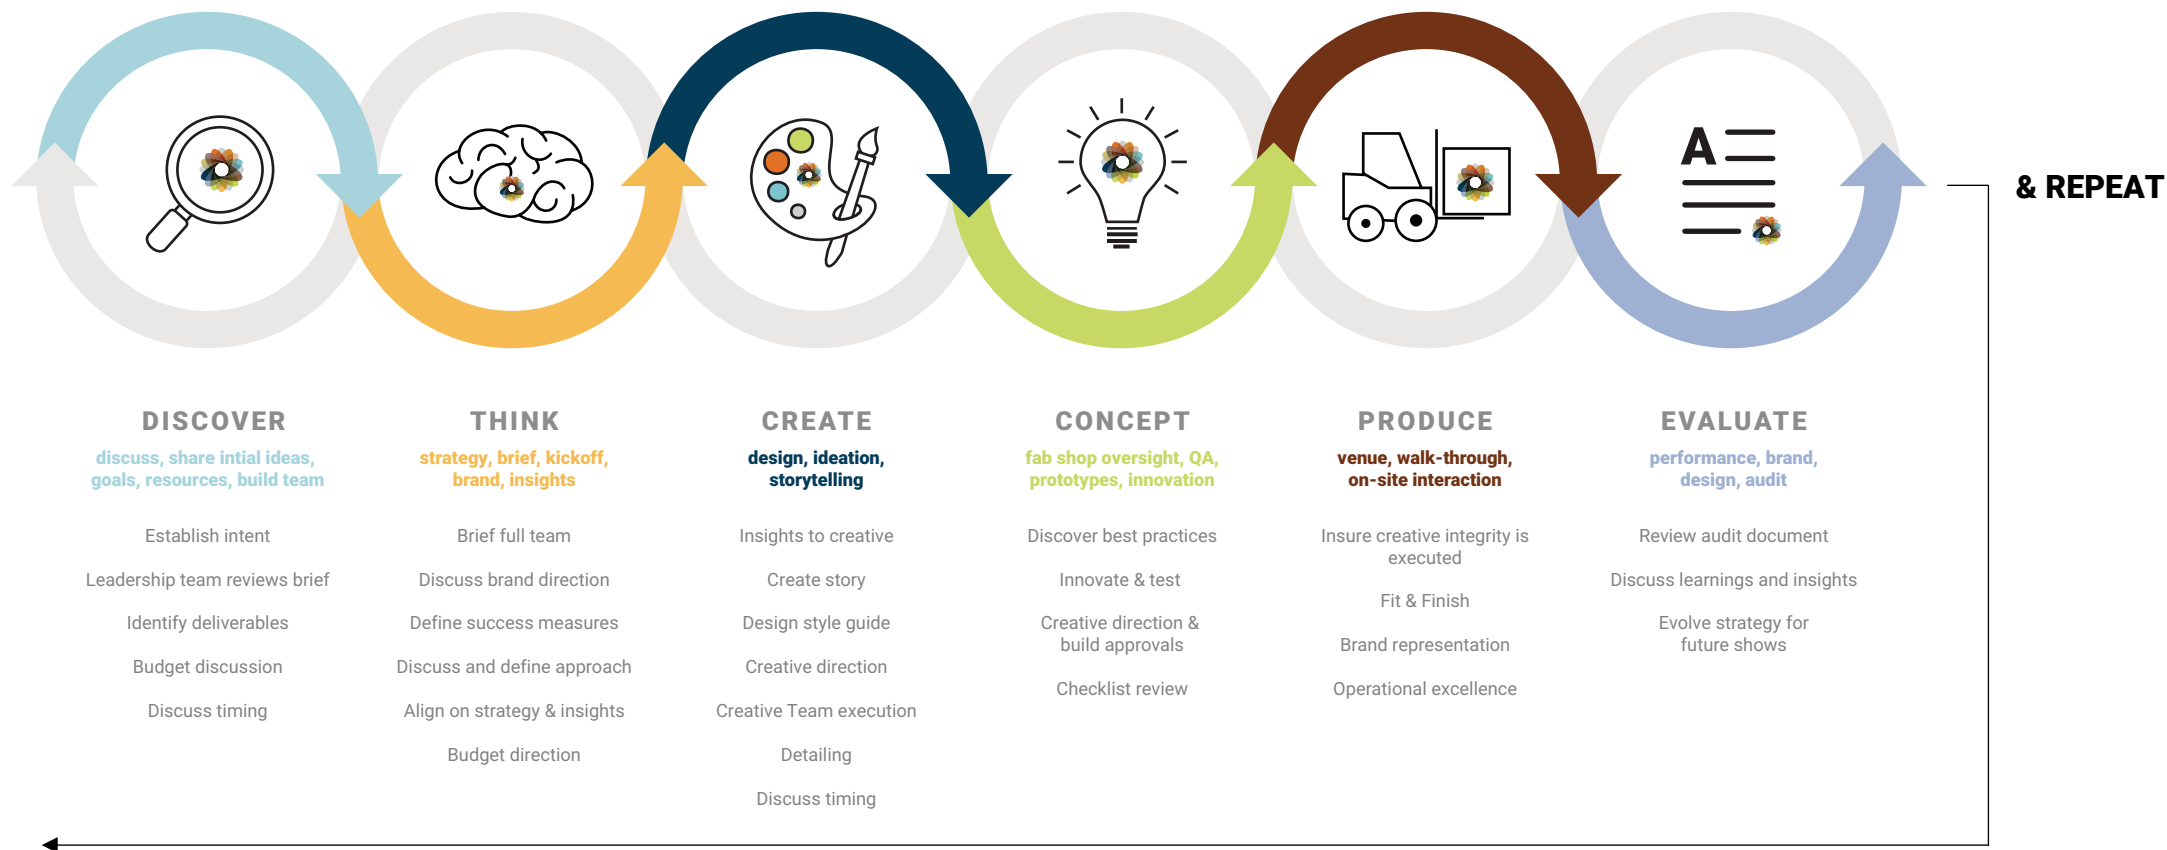 & REPEAT
A
DISCOVER
discuss, share intial ideas,
goals, resources, build team
Establish intent
Leadership team reviews brief
Identify deliverables
Budget discussion
Discuss timing
THINK
strategy, brief, kickoff,
brand, insights
Brief full team
Discuss brand direction
Define success measures
Discuss and define approach
Align on strategy & insights
Budget direction
CREATE
design, ideation,
storytelling
Insights to creative
Create story
Design style guide
Creative direction
Creative Team execution
Detailing
Discuss timing
CONCEPT
fab shop oversight, QA,
prototypes, innovation
Discover best practices
Innovate & test
Creative direction &
build approvals
Checklist review
PRODUCE
venue, walk-through,
on-site interaction
Insure creative integrity is
executed
Fit & Finish
Brand representation
Operational excellence
EVALUATE
performance, brand,
design, audit
Review audit document
Discuss learnings and insights
Evolve strategy for
future shows